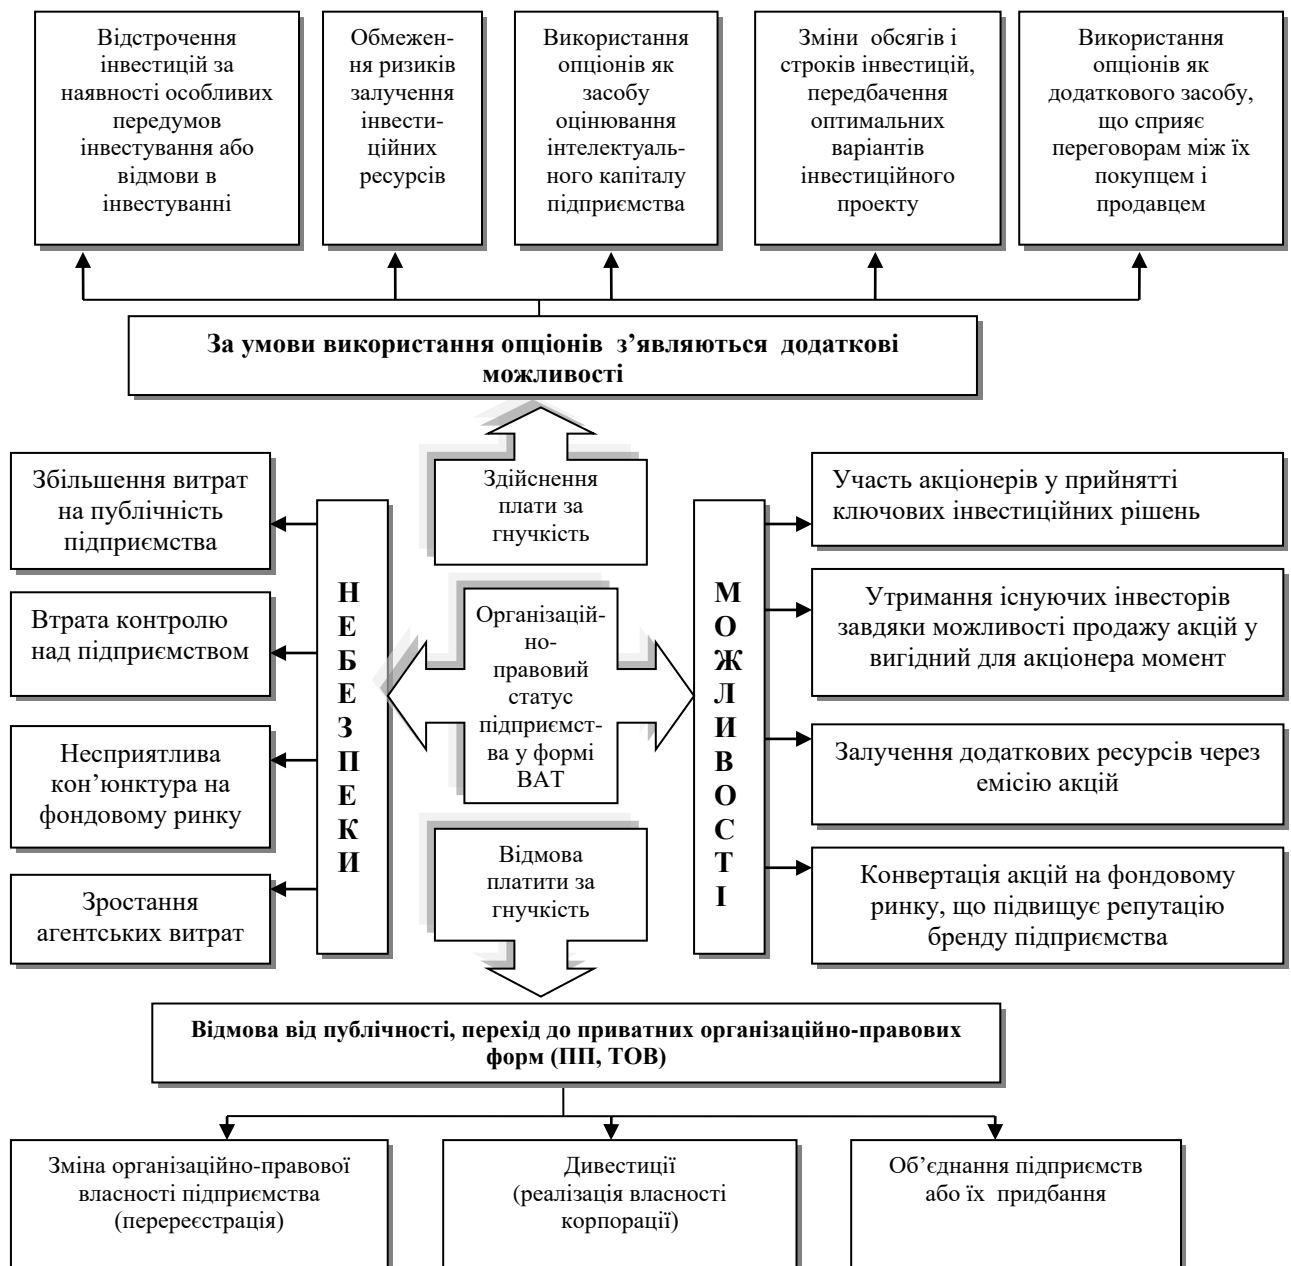 Відстрочення
інвестицій за
наявності особливих
передумов
інвестування або
відмови в
інвестуванні
Обмежен-
ня ризиків
залучення
інвести-
ційних
ресурсів
Використання
опціонів як
засобу
оцінювання
інтелектуаль-
ного капіталу
підприємства
Зміни обсягів і
строків інвестицій,
передбачення
оптимальних
варіантів
інвестиційного
проекту
Використання
опціонів як
додаткового засобу,
що сприяє
переговорам між їх
покупцем і
продавцем
За умови використання опціонів з’являються додаткові
можливості
Здійснення
плати за
гнучкість
Збільшення витрат
на публічність
підприємства
Втрата контролю
над підприємством
Несприятлива
кон’юнктура на
фондовому ринку
Зростання
агентських витрат
Н
Е
Б
Е
З
П
Е
К
И
Організацій-
но-
правовий
статус
підприємст-
ва у формі
ВАТ
М
О
Ж
Л
И
В
О
С
Т
І
Участь акціонерів у прийнятті
ключових інвестиційних рішень
Утримання існуючих інвесторів
завдяки можливості продажу акцій у
вигідний для акціонера момент
Залучення додаткових ресурсів через
емісію акцій
Конвертація акцій на фондовому
ринку, що підвищує репутацію
бренду підприємства
Відмова
платити за
гнучкість
Відмова від публічності, перехід до приватних організаційно-правових
форм (ПП, ТОВ)
Зміна організаційно-правової
власності підприємства
(перереєстрація)
Дивестиції
(реалізація власності
корпорації)
Об’єднання підприємств
або їх придбання